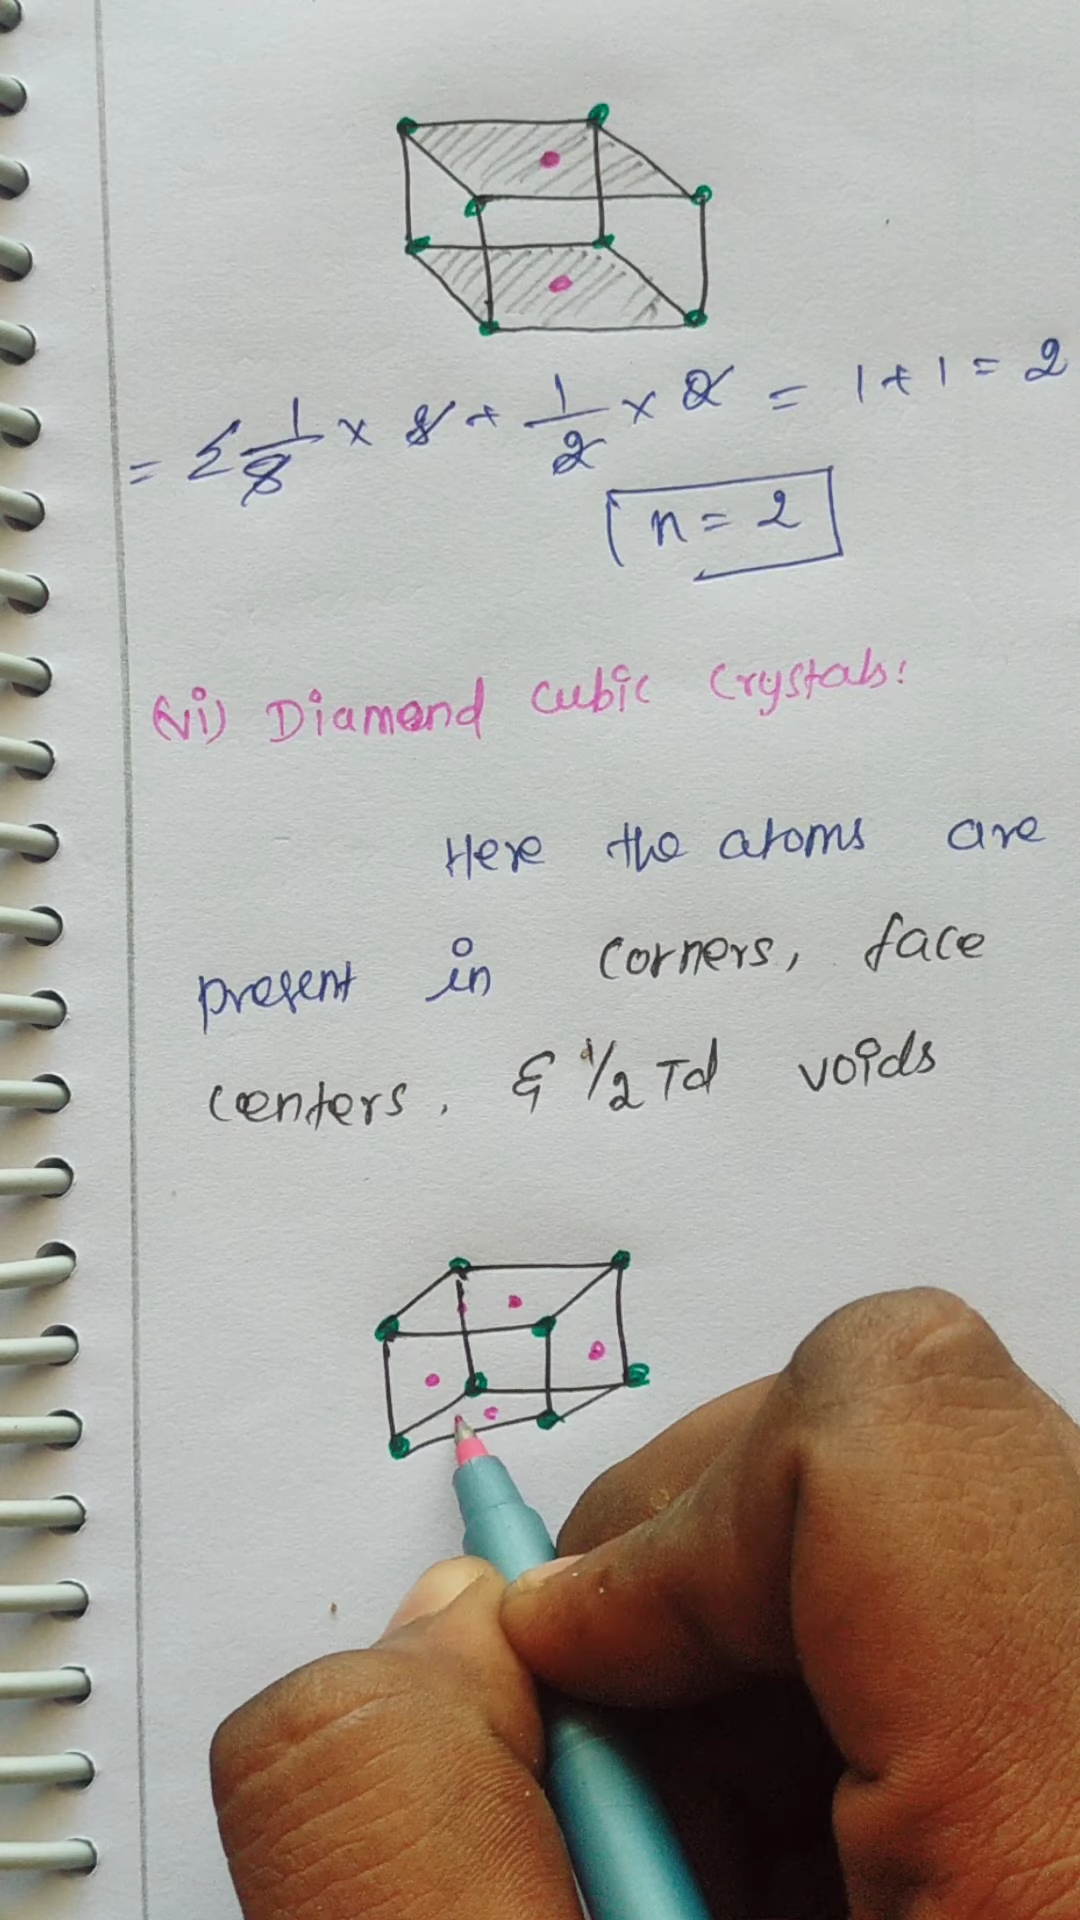 = Σ 1/8 × 8 + 1/2 × 2 = 1 + 1 = 2
n = 2
(vi) Diamond cubic crystals:
Here the atoms are
present in corners, face
centers, & 1/2 Td voids